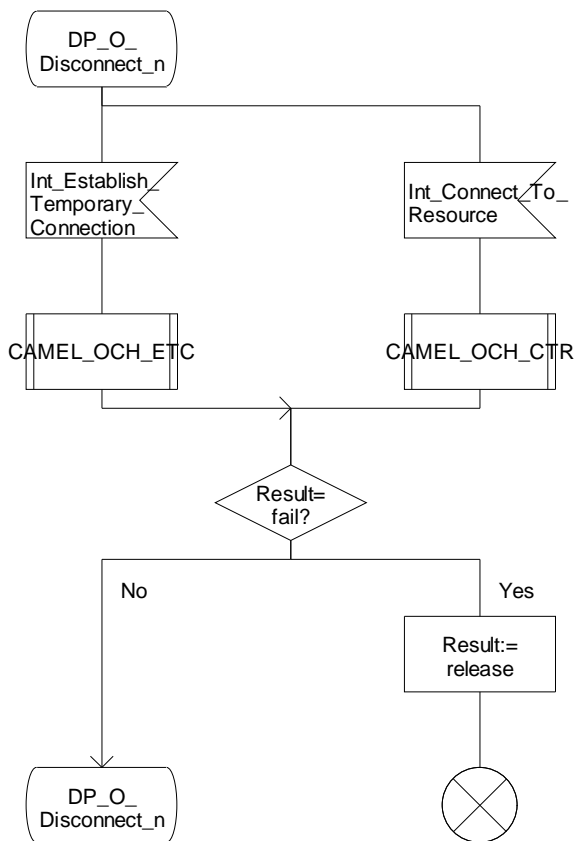 DP_O_
Disconnect_n
Int_Establish_
Temporary_
Connection
Int_Connect_To_
Resource
CAMEL_OCH_ETC
CAMEL_OCH_CTR
Result=
fail?
No
Yes
Result:=
release
DP_O_
Disconnect_n